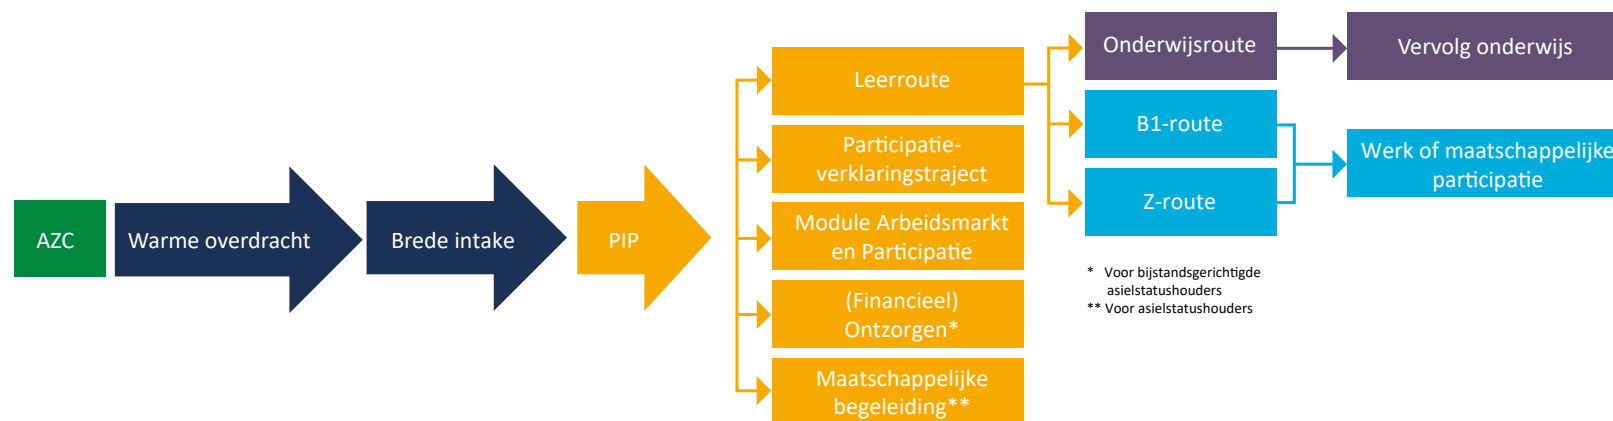 AZC
Warme overdracht
Brede intake
PIP
Leerroute
Participatie-
verklaringstraject
Module Arbeidsmarkt
en Participatie
(Financieel)
Ontzorgen*
Maatschappelijke
begeleiding**
Onderwijsroute
B1-route
Z-route
* Voor bijstandsgerichtigde
asielstatushouders
** Voor asielstatushouders
Vervolg onderwijs
Werk of maatschappelijke
participatie